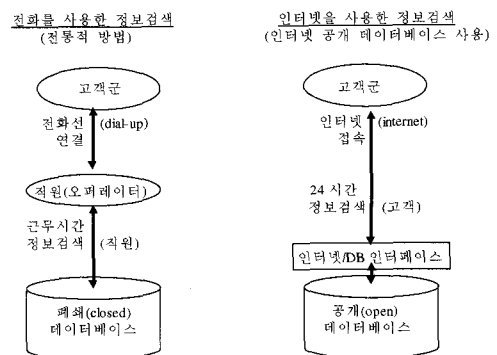 전화를 사용한 정보검색
(전통적 방법)
고객군
전화선 (dial-up)
연결
직원(오퍼레이터)
근무시간
정보검색 (직원)
폐쇄(closed)
데이터베이스
인터넷을 사용한 정보검색
(인터넷 공개 데이터베이스 사용)
고객군
인터넷 (internet)
접속
24 시간
정보검색 (고객)
인터넷/DB 인터페이스
공개(open)
데이터베이스